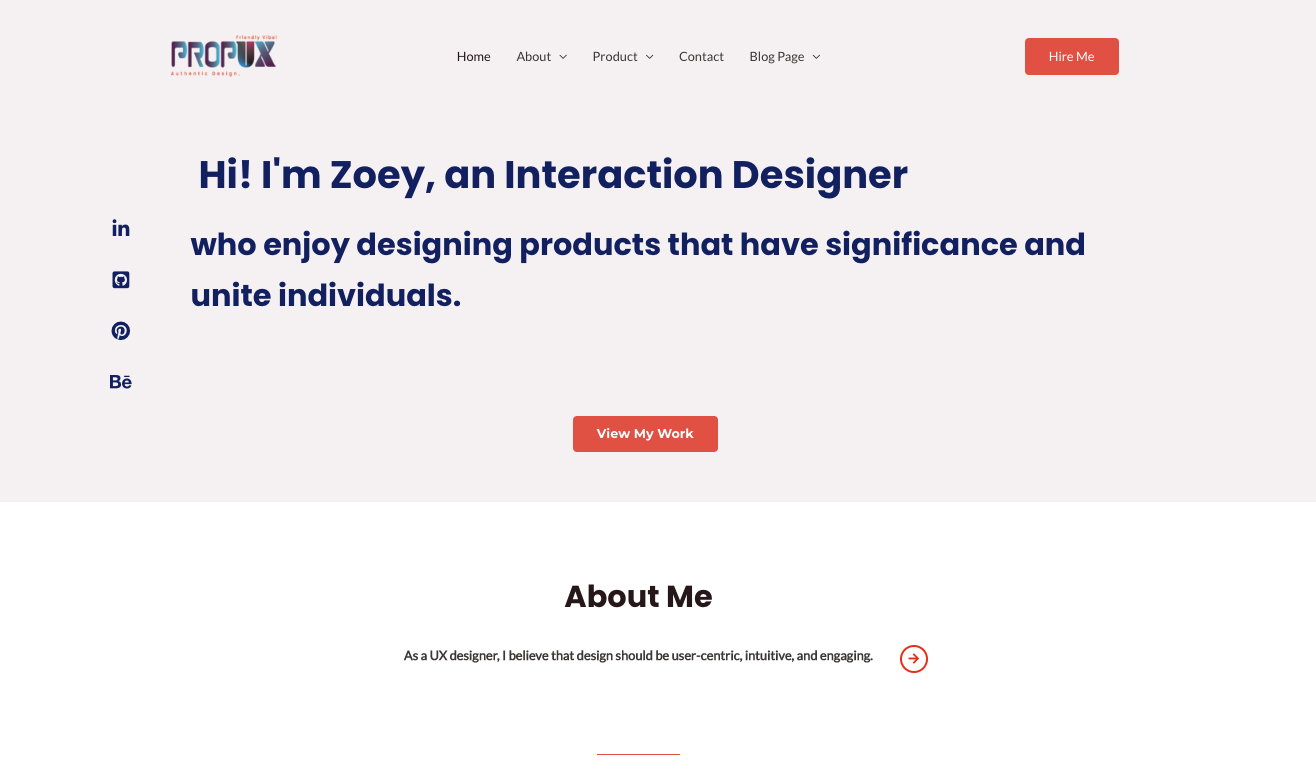 Friendly Vibe!
PROPUX
Authentic Design.
Home About Product Contact Blog Page Hire Me
Hi! I'm Zoey, an Interaction Designer
who enjoy designing products that have significance and
unite individuals.
in
Bē
View My Work
About Me
As a UX designer, I believe that design should be user-centric, intuitive, and engaging.